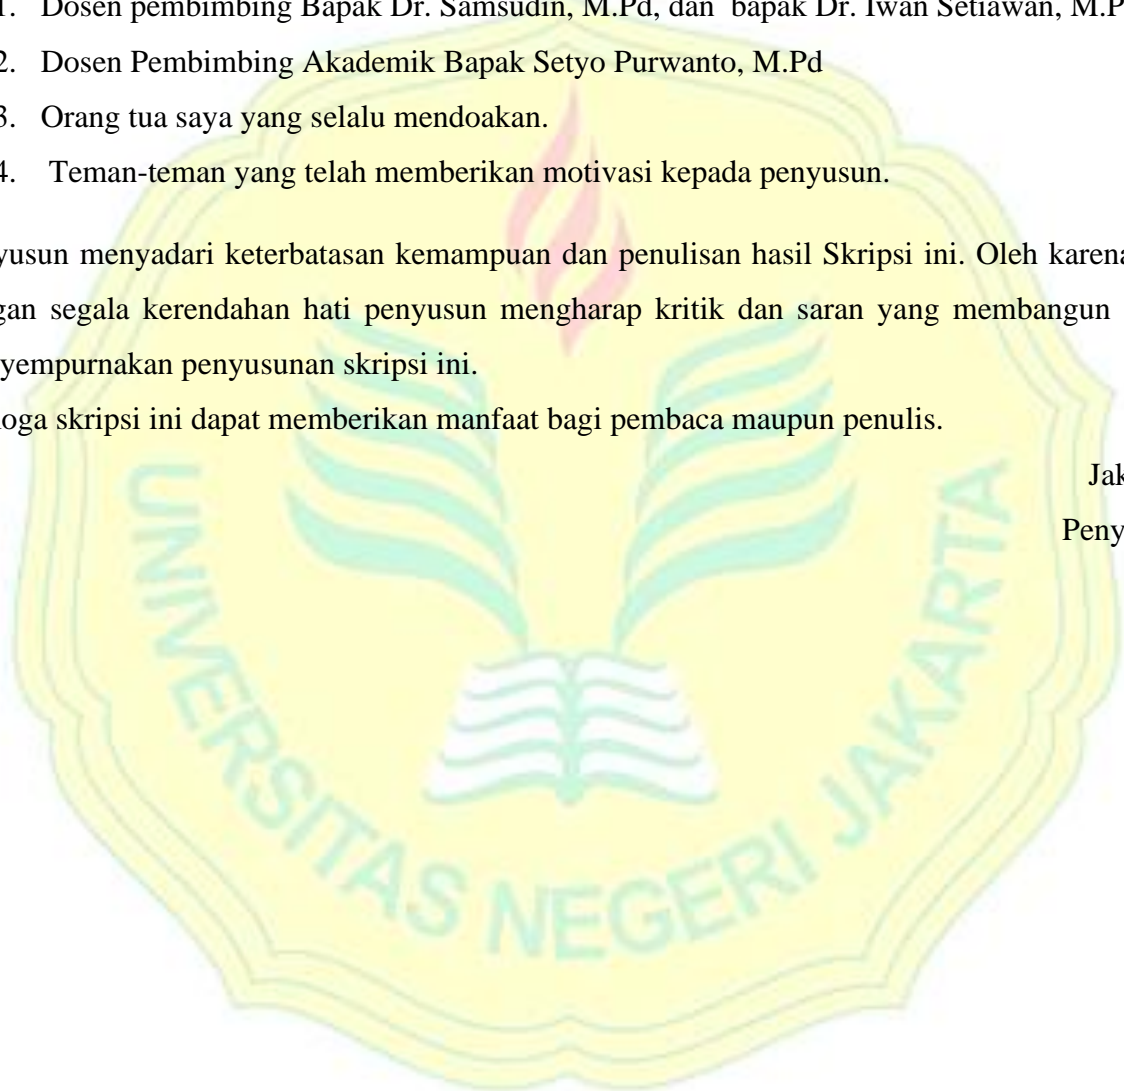 1. Dosen pembimbing Bapak Dr. Samsudin, M.Pd, dan bapak Dr. Iwan Setiawan, M.P
2. Dosen Pembimbing Akademik Bapak Setyo Purwanto, M.Pd
3. Orang tua saya yang selalu mendoakan.
4. Teman-teman yang telah memberikan motivasi kepada penyusun.
yusun menyadari keterbatasan kemampuan dan penulisan hasil Skripsi ini. Oleh karena
gan segala kerendahan hati penyusun mengharap kritik dan saran yang membangun
yempurnakan penyusunan skripsi ini.
oga skripsi ini dapat memberikan manfaat bagi pembaca maupun penulis.
Jak
Peny
UNIVERSITAS NEGERI JAKARTA